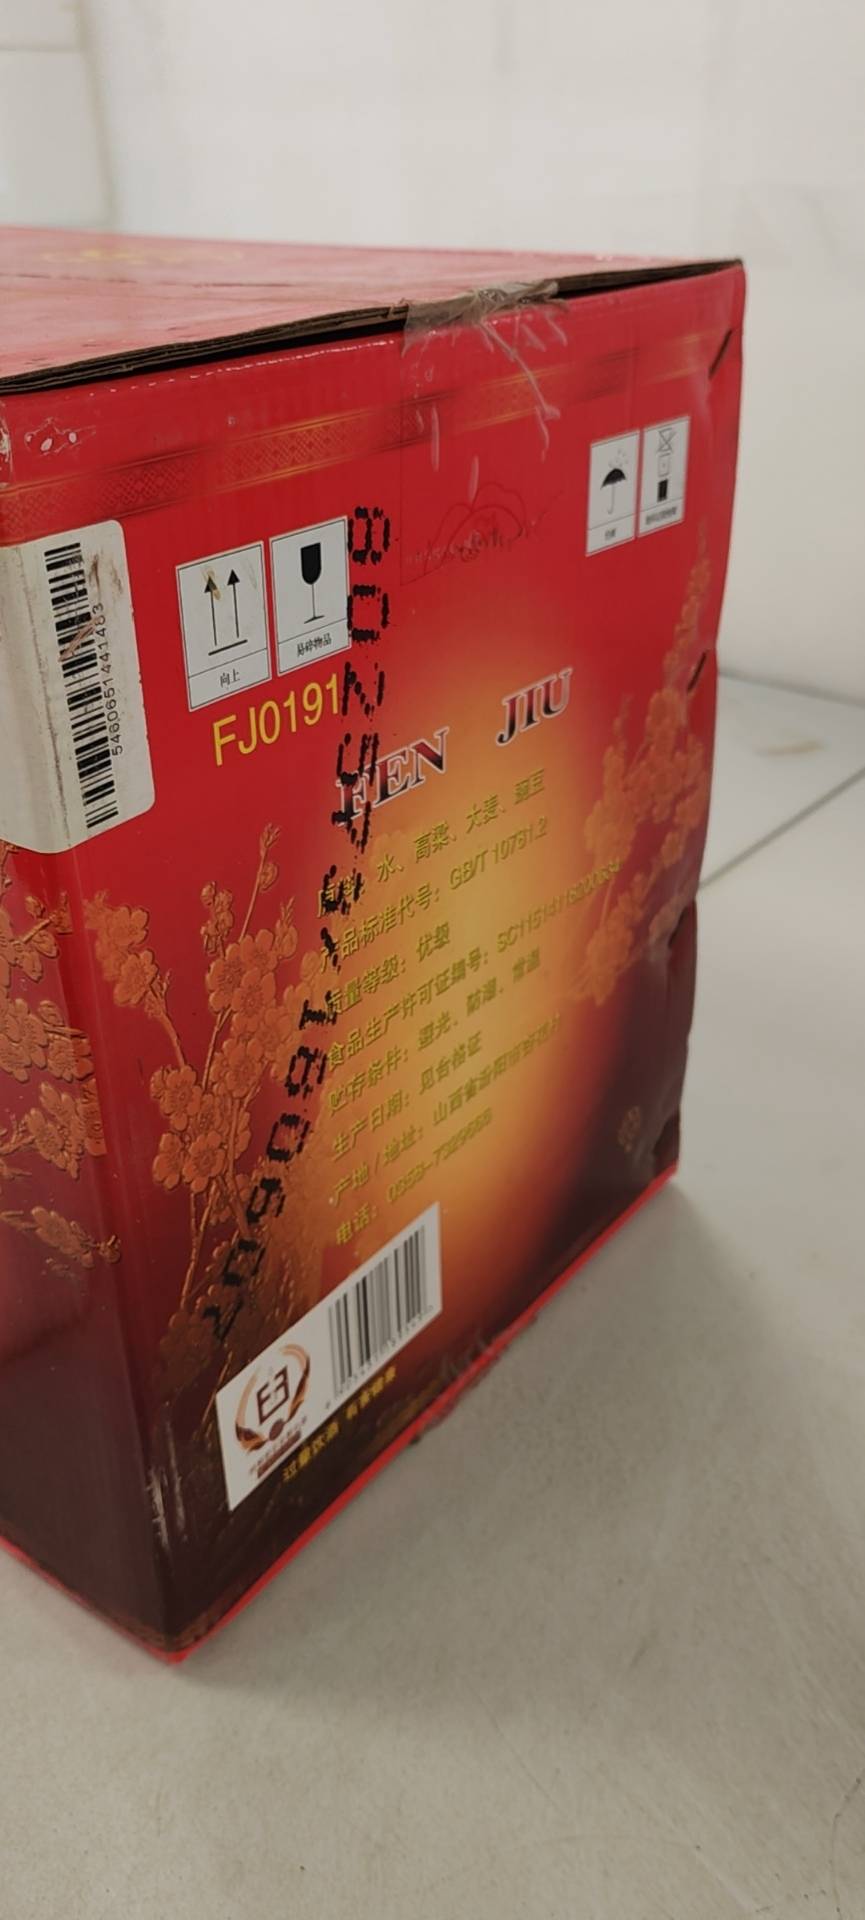 5460651441483
向上
易碎物品
FJ0191
FEN JIU
原料：水、高粱、大麦、豌豆
产品标准代号：GB/T 10781.2
质量等级：优级
食品生产许可证编号：
贮存条件：避光、防潮、常温
生产日期：见合格证
产地/地址：山西省汾阳市杏花村
电话：0358-7329668
过量饮酒 有害健康